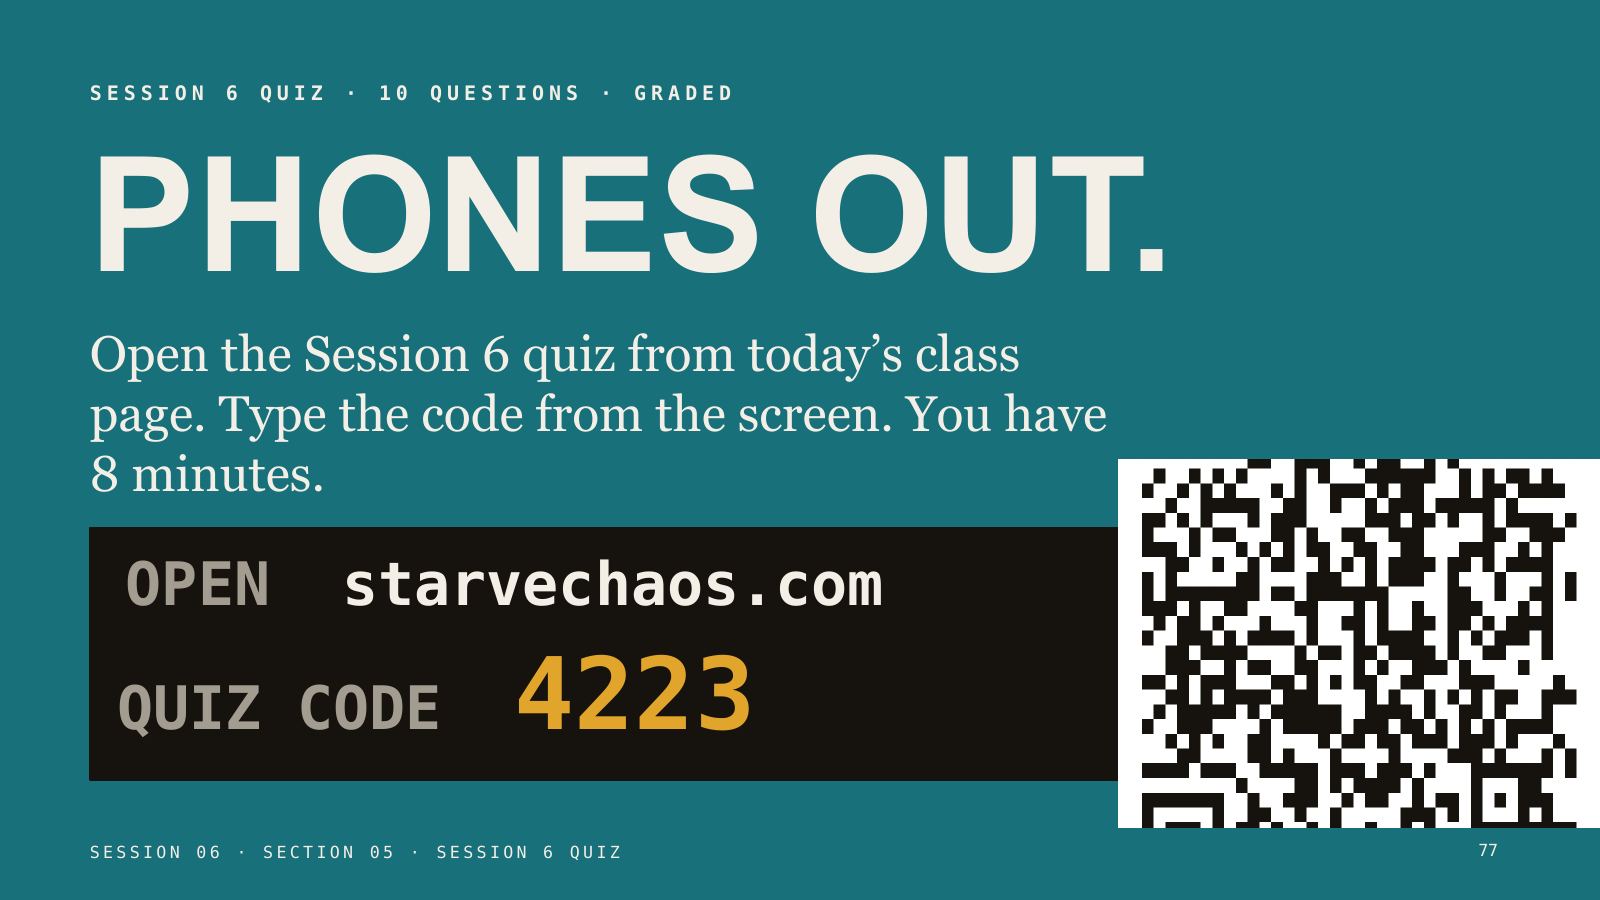 SESSION 6 QUIZ · 10 QUESTIONS · GRADED
PHONES OUT.
Open the Session 6 quiz from today’s class
page. Type the code from the screen. You have
8 minutes.
OPEN starvechaos.com
QUIZ CODE 4223
SESSION 06 · SECTION 05 · SESSION 6 QUIZ
77